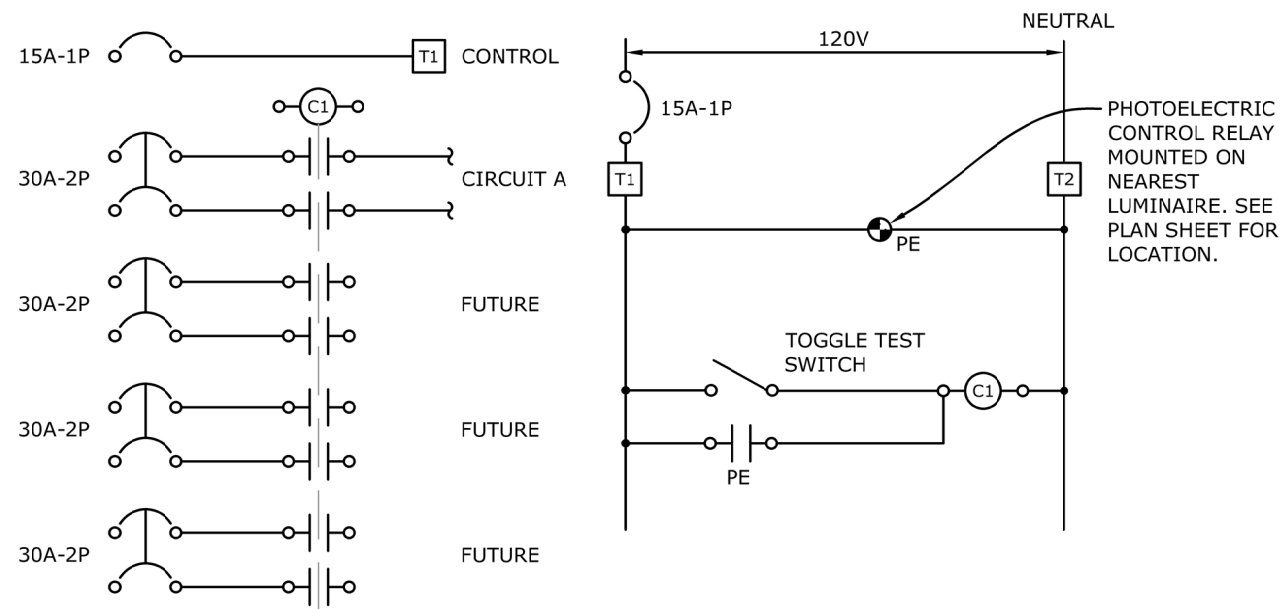 15A-1P
T1
CONTROL
C1
30A-2P
CIRCUIT A
30A-2P
FUTURE
30A-2P
FUTURE
30A-2P
FUTURE
NEUTRAL
120V
15A-1P
T1
T2
PHOTOELECTRIC
CONTROL RELAY
MOUNTED ON
NEAREST
LUMINAIRE. SEE
PLAN SHEET FOR
LOCATION.
PE
TOGGLE TEST
SWITCH
C1
PE